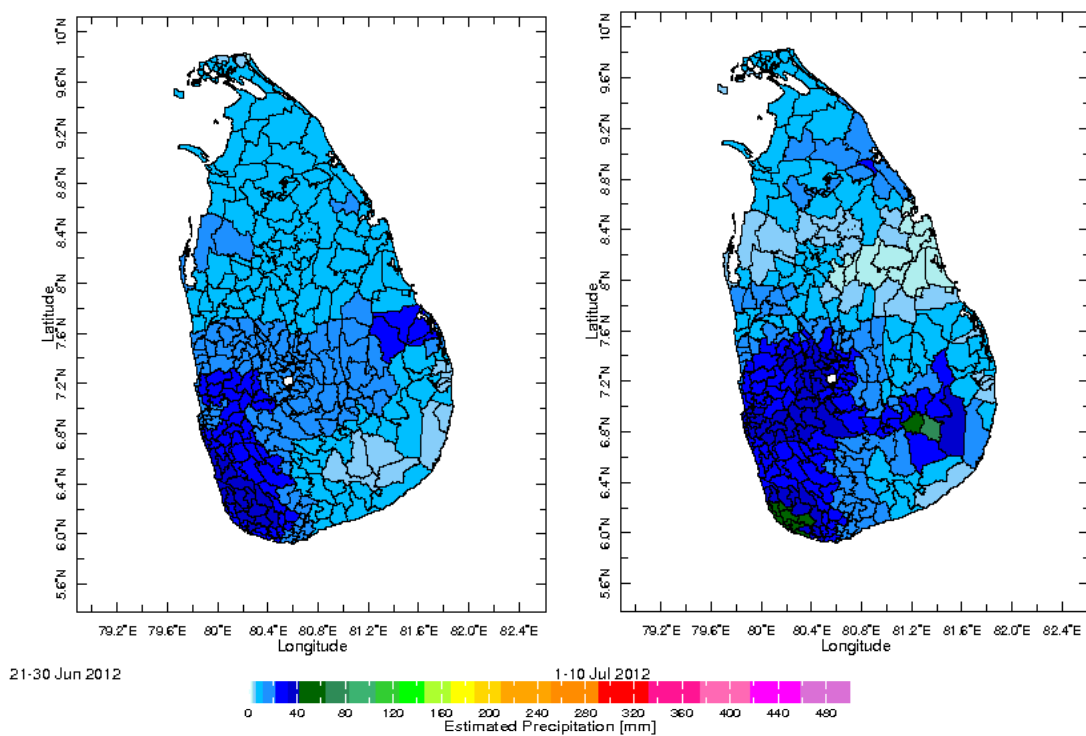 10°N
9.6°N
9.2°N
8.8°N
8.4°N
8°N
7.6°N
7.2°N
6.8°N
6.4°N
6.0°N
5.6°N
Latitude
79.2°E 79.6°E 80°E 80.4°E 80.8°E 81.2°E 81.6°E 82.0°E 82.4°E
Longitude
10°N
9.6°N
9.2°N
8.8°N
8.4°N
8°N
7.6°N
7.2°N
6.8°N
6.4°N
6.0°N
5.6°N
Latitude
79.2°E 79.6°E 80°E 80.4°E 80.8°E 81.2°E 81.6°E 82.0°E 82.4°E
Longitude
21-30 Jun 2012
1-10 Jul 2012
0 40 80 120 160 200 240 280 320 360 400 440 480
Estimated Precipitation [mm]